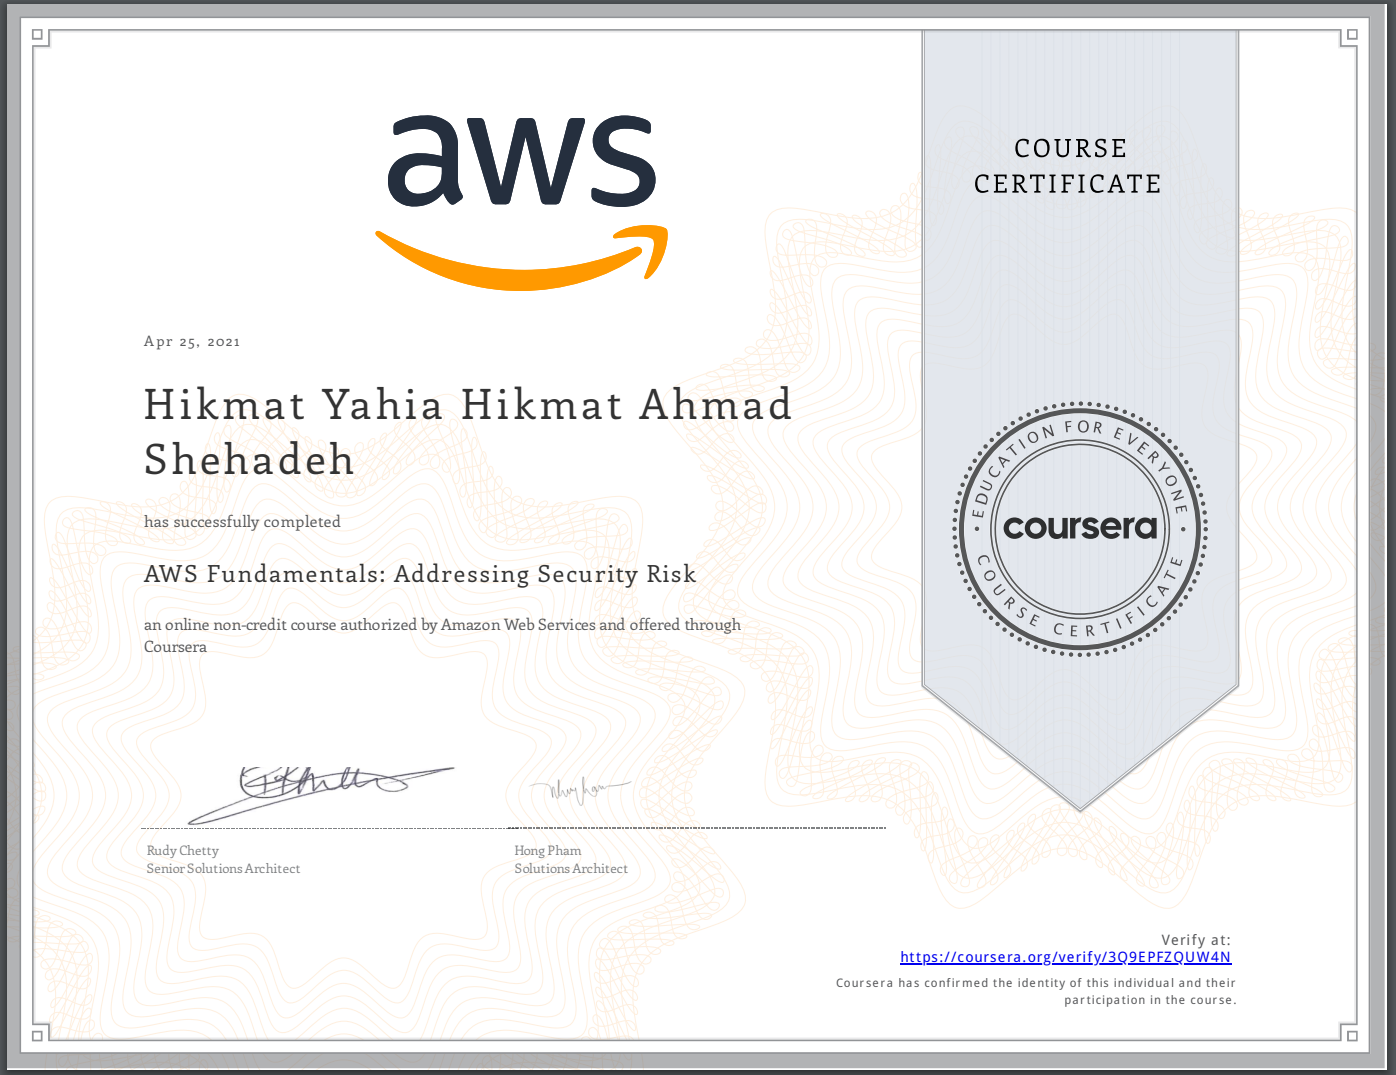 aws
COURSE
CERTIFICATE
Apr 25, 2021
Hikmat Yahia Hikmat Ahmad
Shehadeh
has successfully completed
AWS Fundamentals: Addressing Security Risk
an online non-credit course authorized by Amazon Web Services and offered through
Coursera
EDUCATION FOR EVERYONE
coursera
COURSE CERTIFICATE
Rudy Chetty
Senior Solutions Architect
Hong Pham
Solutions Architect
Verify at:
https://coursera.org/verify/3Q9EPFZQUW4N
Coursera has confirmed the identity of this individual and their
participation in the course.